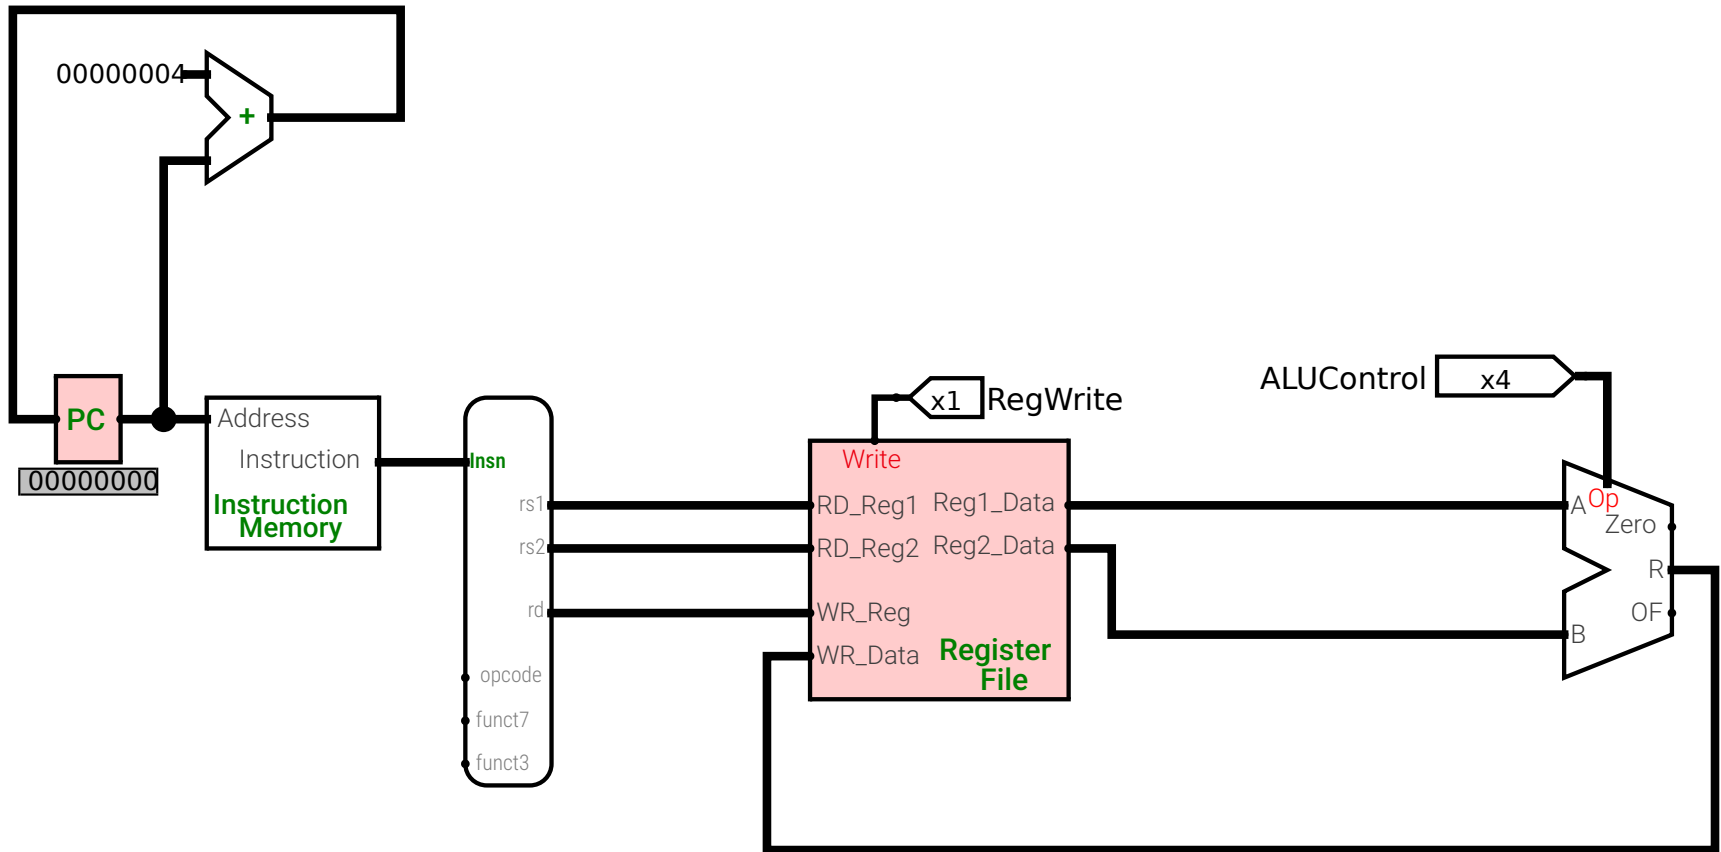 00000004
+
PC
00000000
Address
Instruction
Instruction
Memory
Insn
rs1
rs2
rd
opcode
funct7
funct3
x1
RegWrite
Write
RD_Reg1
Reg1_Data
RD_Reg2
Reg2_Data
WR_Reg
WR_Data
Register
File
ALUControl
x4
Op
A
Zero
R
OF
B